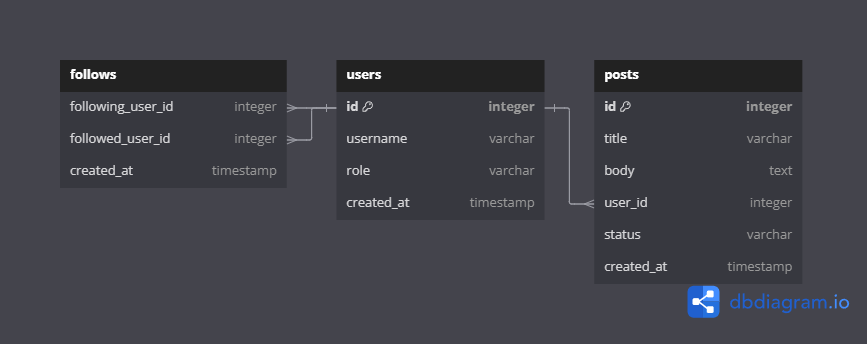 follows
following_user_id integer
followed_user_id integer
created_at timestamp
users
id integer
username varchar
role varchar
created_at timestamp
posts
id integer
title varchar
body text
user_id integer
status varchar
created_at timestamp
dbdiagram.io